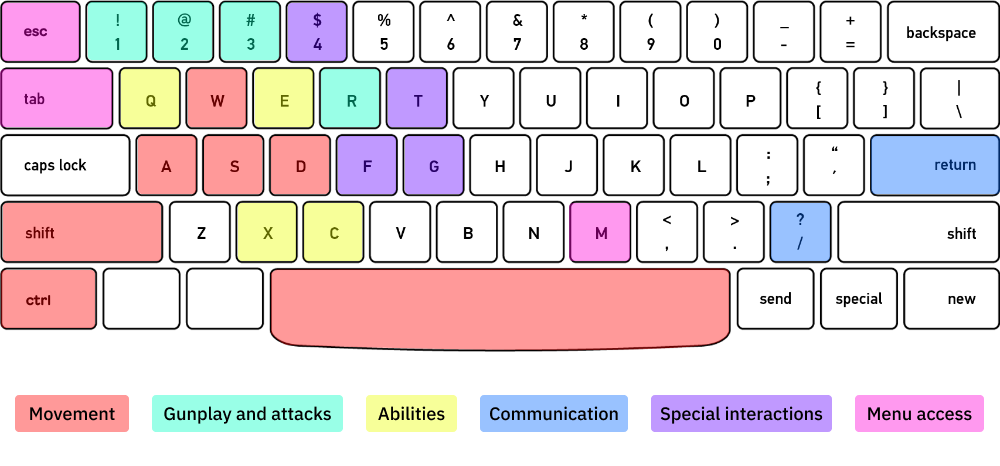 esc ! 1 @ 2 # 3 $ 4 % 5 ^ 6 & 7 * 8 ( 9 ) 0 _ - + = backspace
tab Q W E R T Y U I O P { [ } ] | \
caps lock A S D F G H J K L : ; “ ,  return
shift Z X C V B N M < , > . ? / shift
ctrl send special new
Movement Gunplay and attacks Abilities Communication Special interactions Menu access